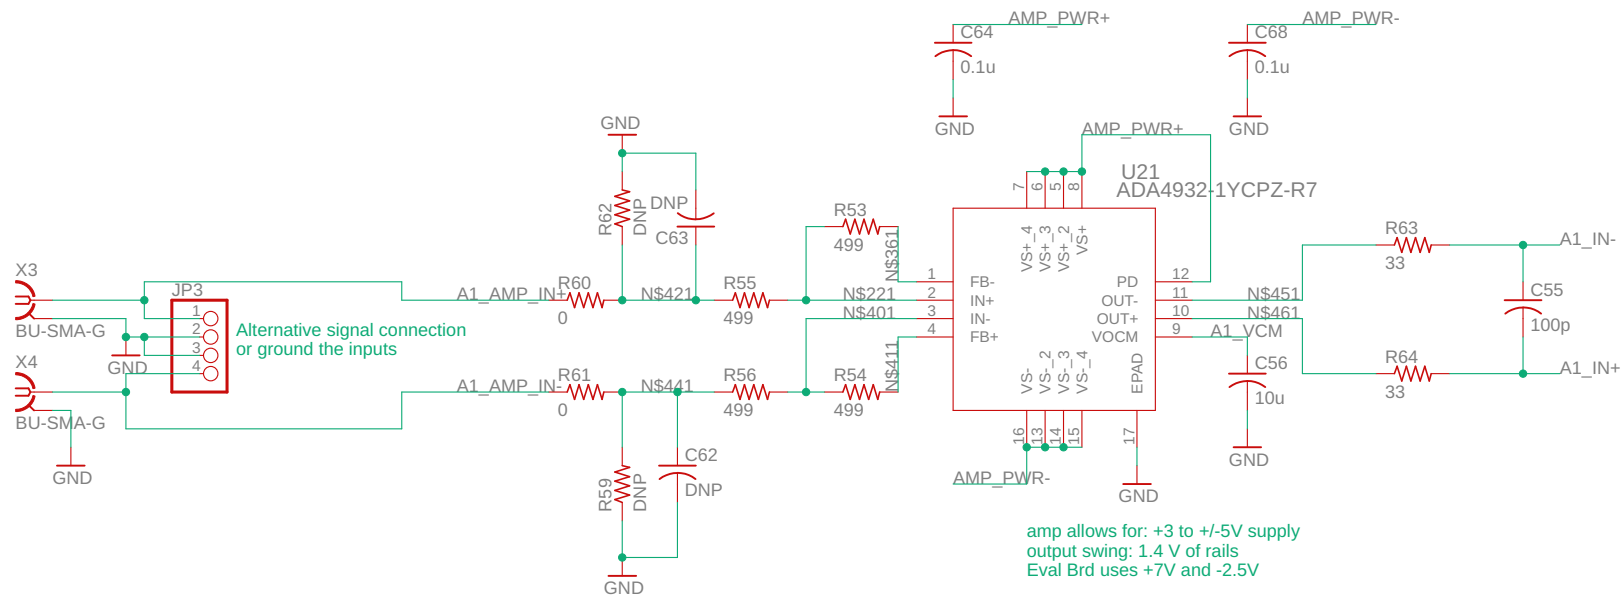 AMP_PWR+
C64
0.1u
GND
AMP_PWR-
C68
0.1u
GND
GND
R62
DNP
DNP
C63
AMP_PWR+
U21
ADA4932-1YCPZ-R7
7
6
5
8
VS+_4
VS+_3
VS+_2
VS+
R53
499
N$361
X3
BU-SMA-G
JP3
1
2
3
4
Alternative signal connection
or ground the inputs
GND
X4
BU-SMA-G
GND
A1_AMP_IN+
R60
0
N$421
R55
499
N$221
N$401
1
2
3
4
FB-
IN+
IN-
FB+
PD
OUT-
OUT+
VOCM
12
11
10
9
N$451
N$461
A1_VCM
R63
33
A1_IN-
C55
100p
R64
33
A1_IN+
C56
10u
GND
A1_AMP_IN-
R61
0
N$441
R56
499
R54
499
N$411
VS-
VS-_2
VS-_3
VS-_4
EPAD
16
13
14
15
17
AMP_PWR-
GND
R59
DNP
C62
DNP
GND
amp allows for: +3 to +/-5V supply
output swing: 1.4 V of rails
Eval Brd uses +7V and -2.5V